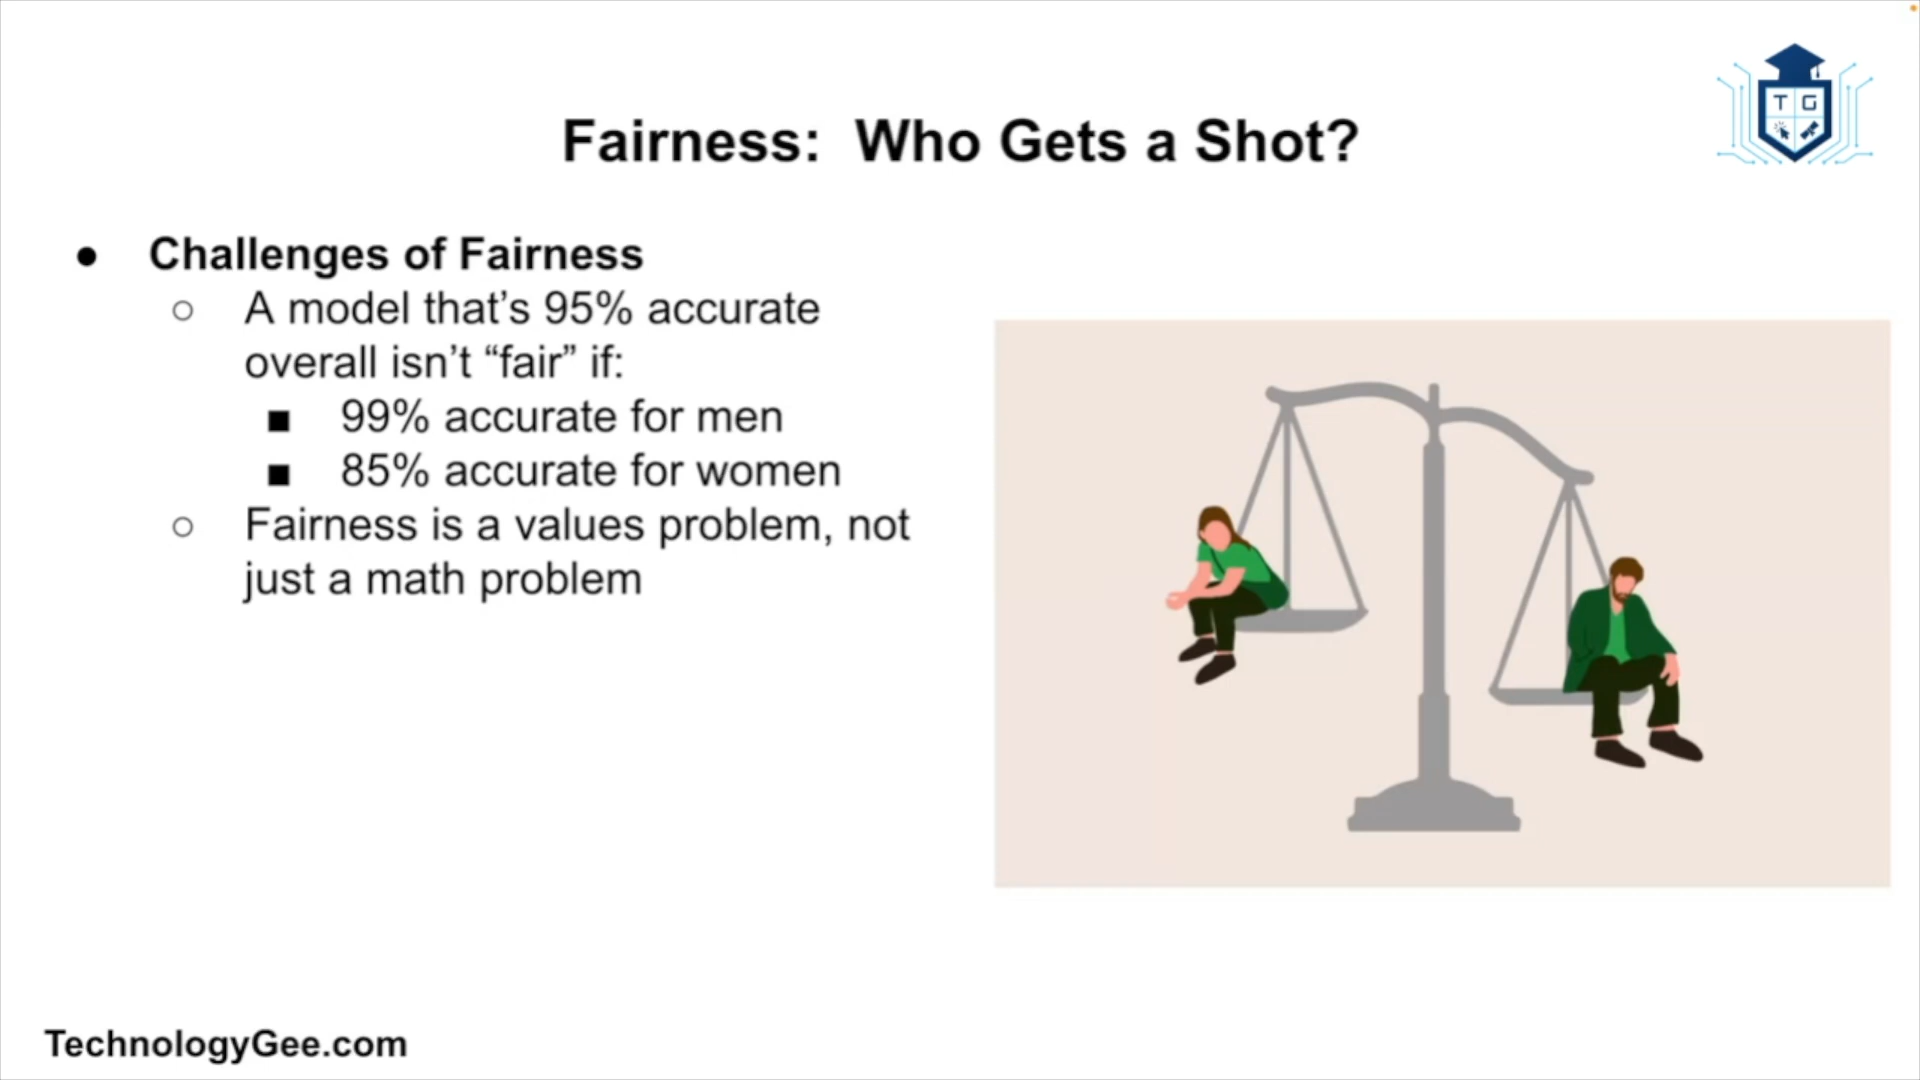 T G
Fairness:  Who Gets a Shot?
● Challenges of Fairness
○ A model that’s 95% accurate
overall isn’t “fair” if:
■ 99% accurate for men
■ 85% accurate for women
○ Fairness is a values problem, not
just a math problem
TechnologyGee.com